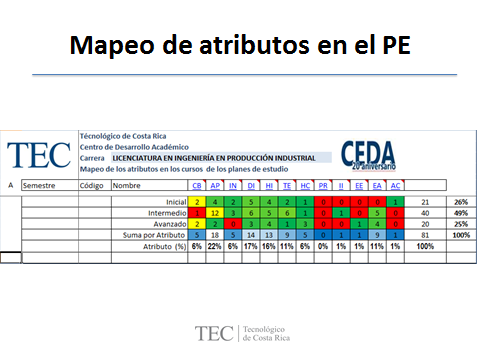 Mapeo de atributos en el PE
TEC
Técnológico de Costa Rica
Centro de Desarrollo Académico
Carrera LICENCIATURA EN INGENIERÍA EN PRODUCCIÓN INDUSTRIAL
Mapeo de los atributos en los cursos de los planes de estudio
CEDA
20 aniversario
A Semestre Código Nombre CB AP IN DI HI TE HC PR II EE EA AC
Inicial 2 4 2 5 4 2 1 0 0 0 0 1 21 26%
Intermedio 1 12 3 6 5 6 1 0 1 0 5 0 40 49%
Avanzado 2 2 0 3 4 1 3 0 0 1 4 0 20 25%
Suma por Atributo 5 18 5 14 13 9 5 0 1 1 9 1 81 100%
Atributo (%) 6% 22% 6% 17% 16% 11% 6% 0% 1% 1% 11% 1% 100%
TEC Tecnológico
de Costa Rica